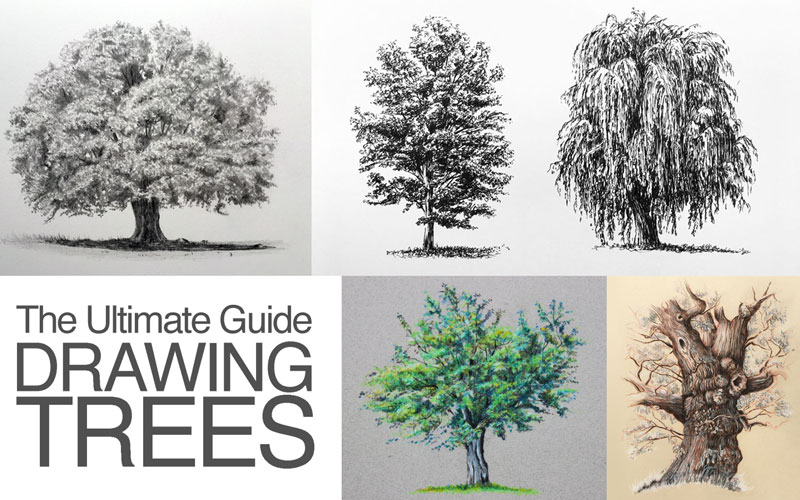 The Ultimate Guide
DRAWING
TREES